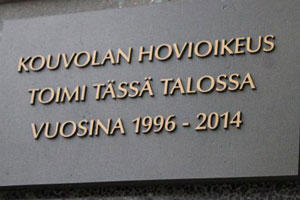 KOUVOLAN HOVIOIKEUS
TOIMI TÄSSÄ TALOSSA
VUOSINA 1996 - 2014